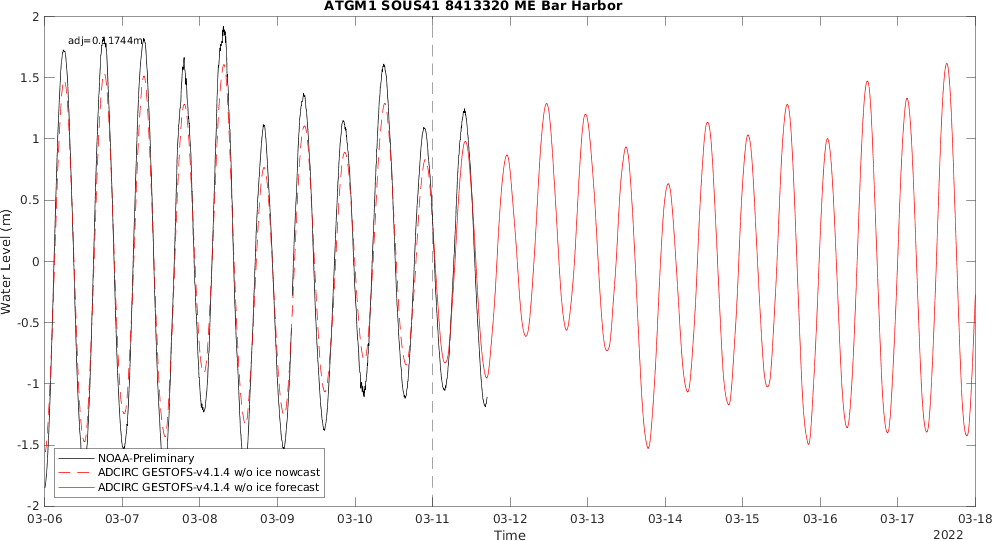 ATGM1 SOUS41 8413320 ME Bar Harbor
2
1.5
1
0.5
0
-0.5
-1
-1.5
-2
Water Level (m)
NOAA-Preliminary
ADCIRC GESTOFS-v4.1.4 w/o ice nowcast
ADCIRC GESTOFS-v4.1.4 w/o ice forecast
03-06 03-07 03-08 03-09 03-10 03-11 03-12 03-13 03-14 03-15 03-16 03-17 03-18
Time
2022